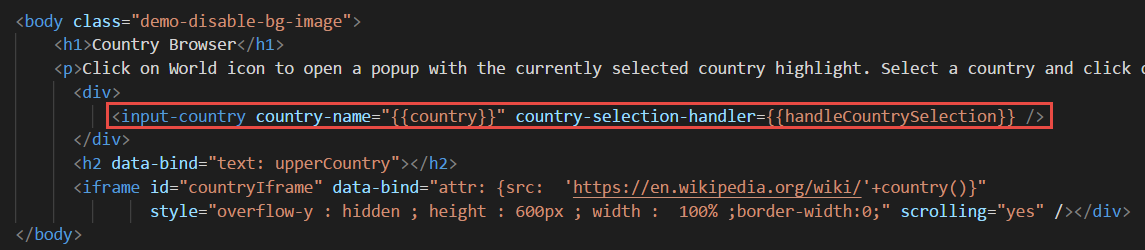 <body class="demo-disable-bg-image">
<h1>Country Browser</h1>
<p>Click on World icon to open a popup with the currently selected country highlight. Select a country and click
<div>
<input-country country-name="{{country}}" country-selection-handler={{handleCountrySelection}} />
</div>
<h2 data-bind="text: upperCountry"></h2>
<iframe id="countryIframe" data-bind="attr: {src:  'https://en.wikipedia.org/wiki/'+country()}"
style="overflow-y : hidden ; height : 600px ; width :  100% ;border-width:0;" scrolling="yes" /></div>
</body>